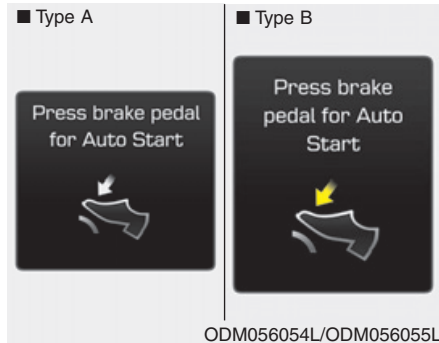 ■ Type A
Press brake pedal
for Auto Start
■ Type B
Press brake
pedal for Auto
Start
ODM056054L/ODM056055L